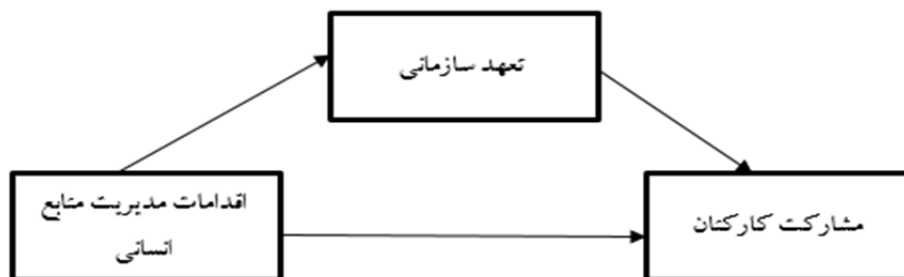 تعهد سازمانی
اقدامات مدیریت منابع
انسانی
مشارکت کارکنان